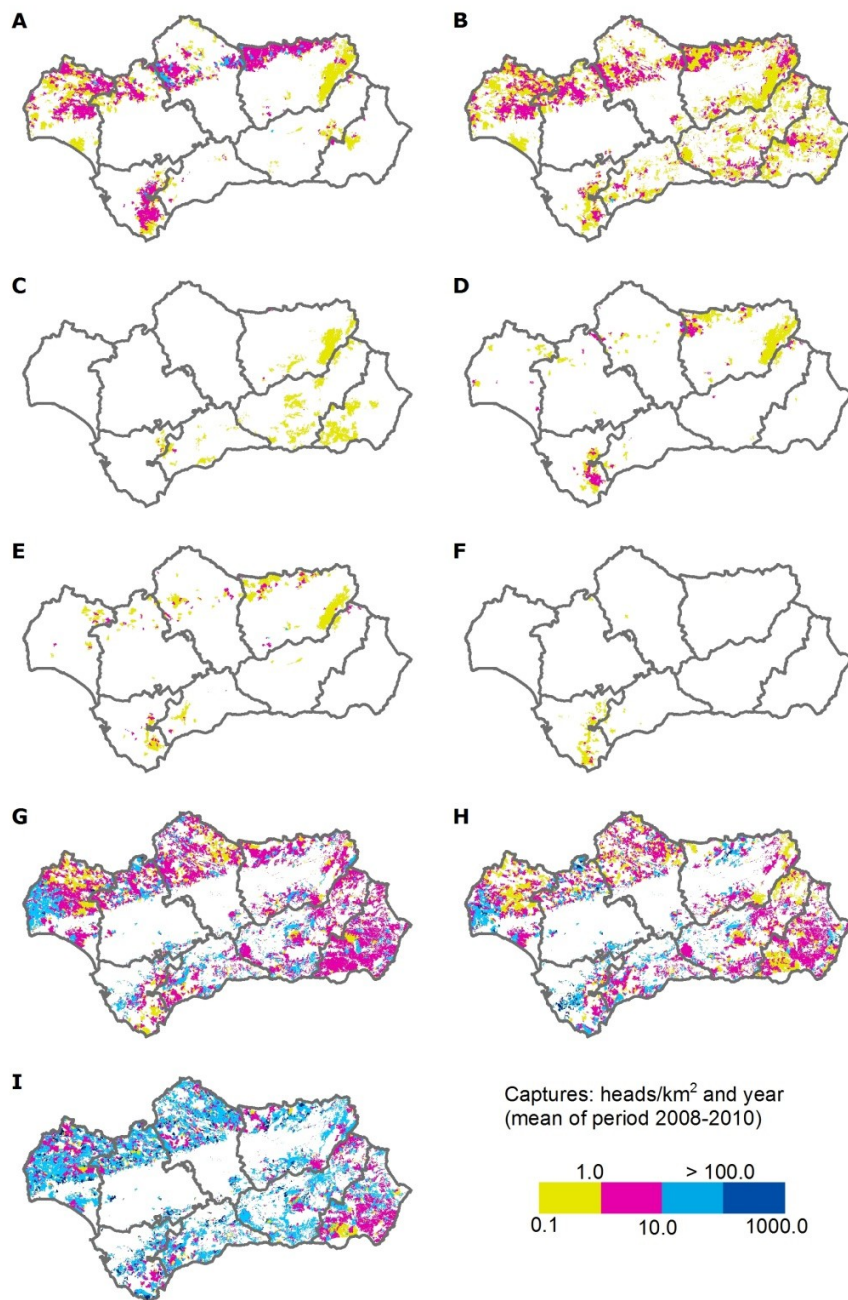 A
B
C
D
E
F
G
H
I
Captures: heads/km² and year
(mean of period 2008-2010)
1.0 > 100.0
0.1 10.0 1000.0